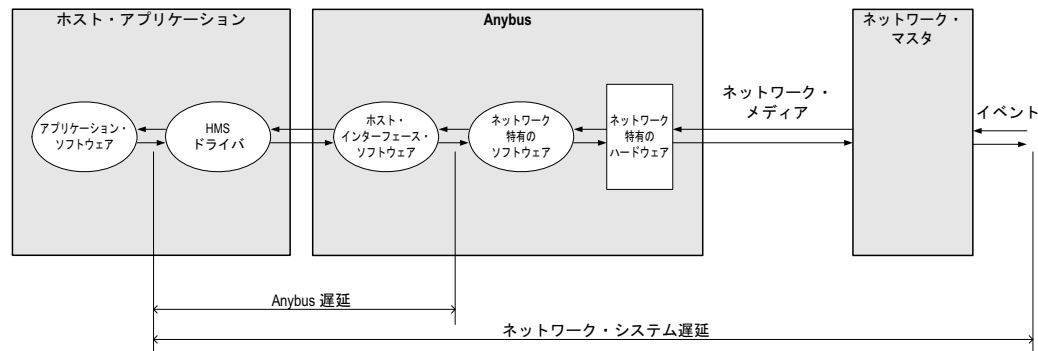 ホスト・アプリケーション
Anybus
ネットワーク・
マスタ
ネットワーク・
メディア
イベント
アプリケーション・
ソフトウェア
HMS
ドライバ
ホスト・
インターフェース・
ソフトウェア
ネットワーク
特有の
ソフトウェア
ネットワーク
特有の
ハードウェア
Anybus 遅延
ネットワーク・システム遅延